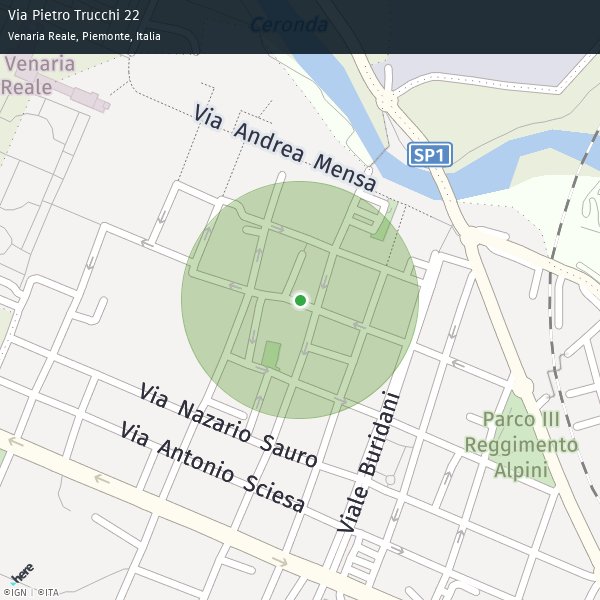 Via Pietro Trucchi 22
Venaria Reale, Piemonte, Italia
Ceronda
Venaria
Reale
Via Andrea Mensa
SP1
Via Nazario Sauro
Via Antonio Sciesa
Viale Buridani
Parco III
Reggimento
Alpini
here
©IGN | ©ITA